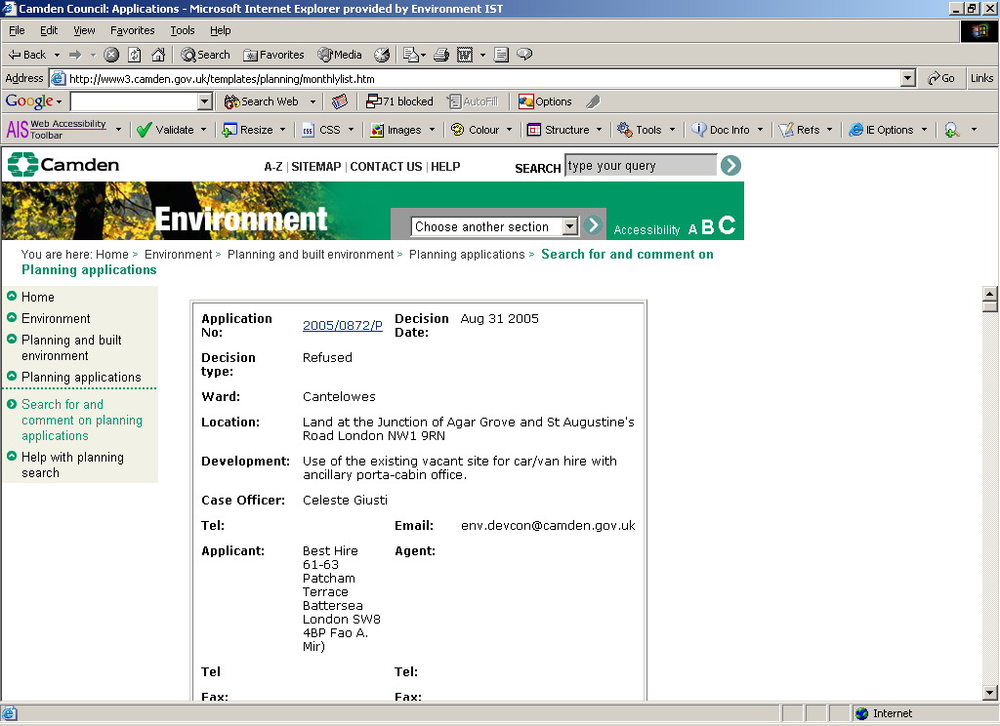 Camden Council: Applications - Microsoft Internet Explorer provided by Environment IST
File Edit View Favorites Tools Help
Back Search Favorites Media
Address http://www3.camden.gov.uk/templates/planning/monthlylist.htm Go Links
Google Search Web 71 blocked AutoFill Options
AIS Web Accessibility Toolbar Validate Resize CSS Images Colour Structure Tools Doc Info Refs IE Options
Camden A-Z | SITEMAP | CONTACT US | HELP SEARCH type your query
Environment Choose another section Accessibility A B C
You are here: Home > Environment > Planning and built environment > Planning applications > Search for and comment on
Planning applications
Home
Environment
Planning and built
environment
Planning applications
Search for and
comment on planning
applications
Help with planning
search
Application No: 2005/0872/P Decision Date: Aug 31 2005
Decision type: Refused
Ward: Cantelowes
Location: Land at the Junction of Agar Grove and St Augustine's
Road London NW1 9RN
Development: Use of the existing vacant site for car/van hire with
ancillary porta-cabin office.
Case Officer: Celeste Giusti
Tel: Email: env.devcon@camden.gov.uk
Applicant: Best Hire Agent:
61-63
Patcham
Terrace
Battersea
London SW8
4BP Fao A.
Mir)
Tel Tel:
Fax: Fax:
Internet